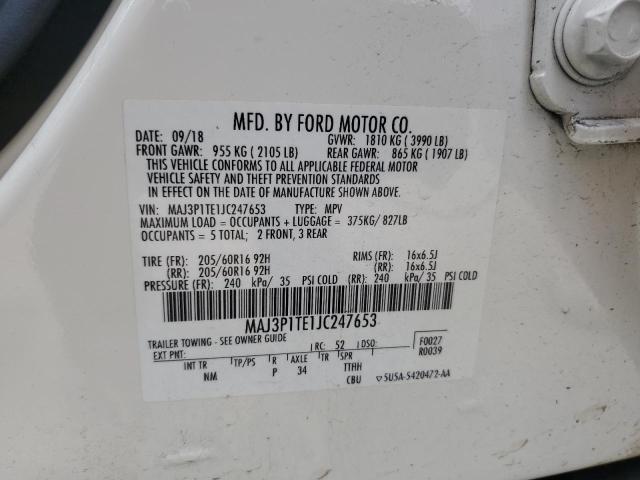 MFD. BY FORD MOTOR CO.
DATE: 09/18 GVWR: 1810 KG ( 3990 LB)
FRONT GAWR: 955 KG ( 2105 LB) REAR GAWR: 865 KG ( 1907 LB)
THIS VEHICLE CONFORMS TO ALL APPLICABLE FEDERAL MOTOR
VEHICLE SAFETY AND THEFT PREVENTION STANDARDS
IN EFFECT ON THE DATE OF MANUFACTURE SHOWN ABOVE.
VIN: MAJ3P1TE1JC247653 TYPE: MPV
MAXIMUM LOAD = OCCUPANTS + LUGGAGE = 375KG/ 827LB
OCCUPANTS = 5 TOTAL; 2 FRONT, 3 REAR
TIRE (FR): 205/60R16 92H RIMS (FR): 16x6.5J
(RR): 205/60R16 92H (RR): 16x6.5J
PRESSURE (FR): 240 kPa/ 35 PSI COLD (RR): 240 kPa/ 35 PSI COLD
MAJ3P1TE1JC247653
TRAILER TOWING - SEE OWNER GUIDE RC: 52 DSO: F0027
EXT PNT: R0039
INT TR TP/PS R AXLE TR SPR TTHH
NM P 34 CBU 5U5A-5420472-AA